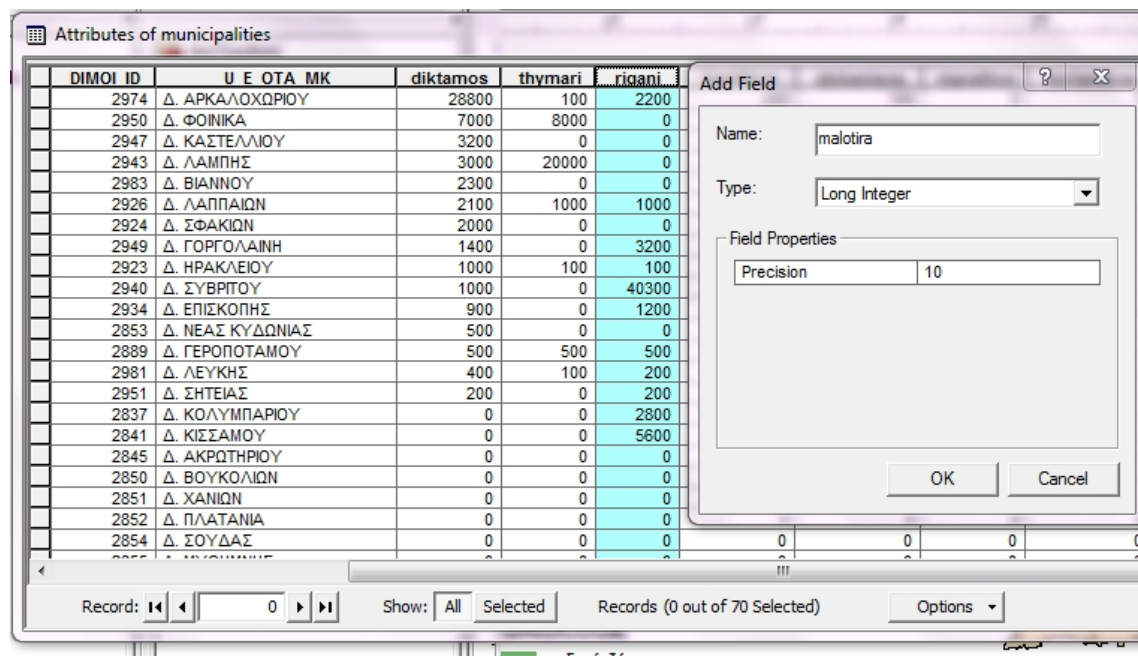 Attributes of municipalities
DIMOI_ID U_E_OTA_MK diktamos thymari rigani
2974 Δ. ΑΡΚΑΛΟΧΩΡΙΟΥ 28800 100 2200
2950 Δ. ΦΟΙΝΙΚΑ 7000 8000 0
2947 Δ. ΚΑΣΤΕΛΛΙΟΥ 3200 0 0
2943 Δ. ΛΑΜΠΗΣ 3000 20000 0
2983 Δ. ΒΙΑΝΝΟΥ 2300 0 0
2926 Δ. ΛΑΠΠΑΙΩΝ 2100 1000 1000
2924 Δ. ΣΦΑΚΙΩΝ 2000 0 0
2949 Δ. ΓΟΡΓΟΛΑΙΝΗ 1400 0 3200
2923 Δ. ΗΡΑΚΛΕΙΟΥ 1000 100 100
2940 Δ. ΣΥΒΡΙΤΟΥ 1000 0 40300
2934 Δ. ΕΠΙΣΚΟΠΗΣ 900 0 1200
2853 Δ. ΝΕΑΣ ΚΥΔΩΝΙΑΣ 500 0 0
2889 Δ. ΓΕΡΟΠΟΤΑΜΟΥ 500 500 500
2981 Δ. ΛΕΥΚΗΣ 400 100 200
2951 Δ. ΣΗΤΕΙΑΣ 200 0 200
2837 Δ. ΚΟΛΥΜΠΑΡΙΟΥ 0 0 2800
2841 Δ. ΚΙΣΣΑΜΟΥ 0 0 5600
2845 Δ. ΑΚΡΩΤΗΡΙΟΥ 0 0 0
2850 Δ. ΒΟΥΚΟΛΙΩΝ 0 0 0
2851 Δ. ΧΑΝΙΩΝ 0 0 0
2852 Δ. ΠΛΑΤΑΝΙΑ 0 0 0
2854 Δ. ΣΟΥΔΑΣ 0 0 0 0 0 0
Add Field
Name: malotira
Type: Long Integer
Field Properties
Precision 10
OK Cancel
Record: 0 Show: All Selected Records (0 out of 70 Selected) Options